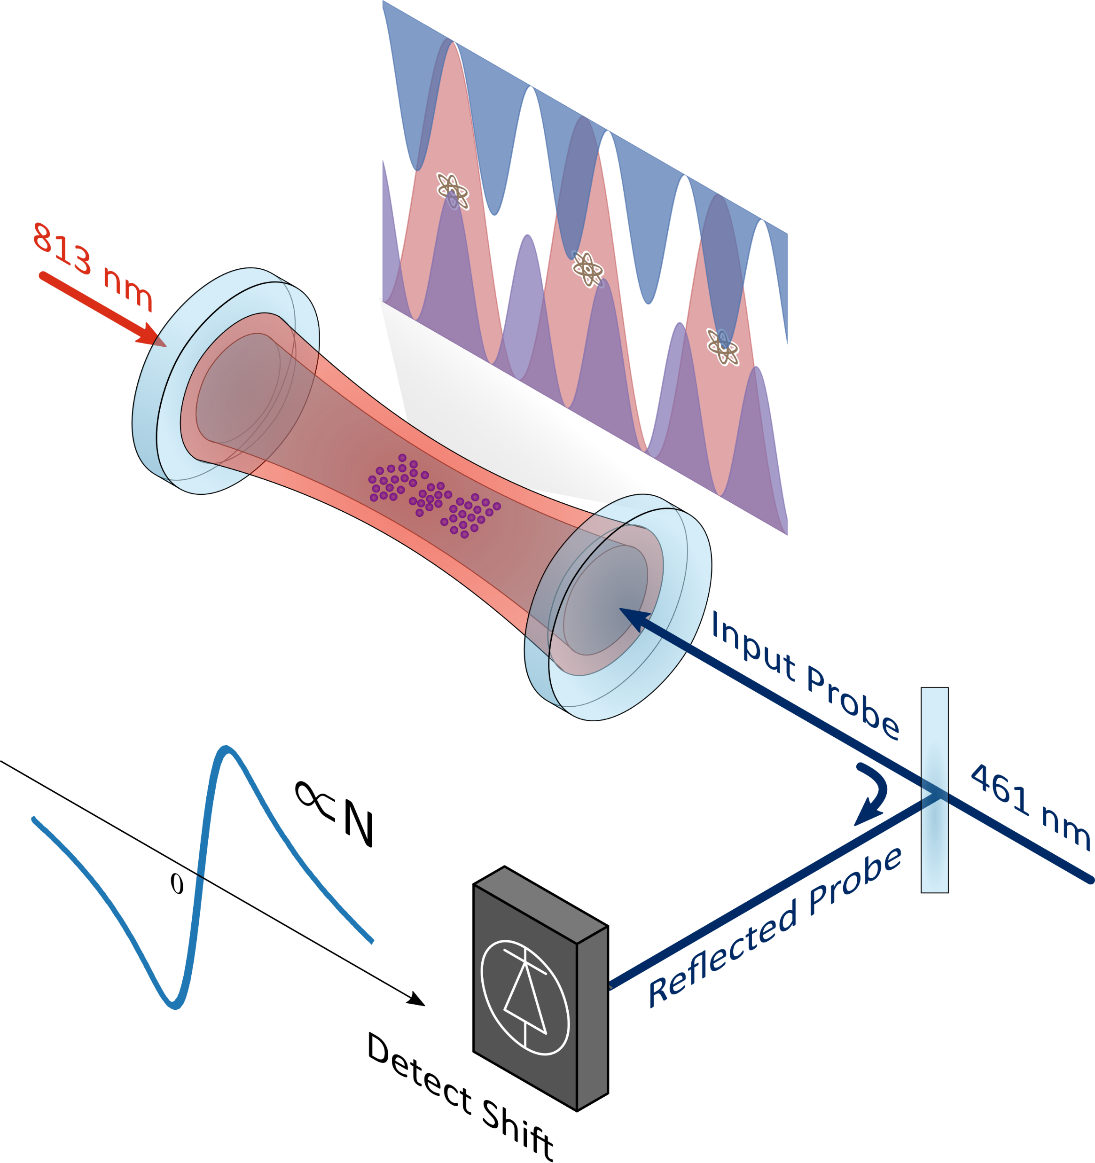 813 nm
Input Probe
461 nm
Reflected Probe
∝N
0
Detect Shift